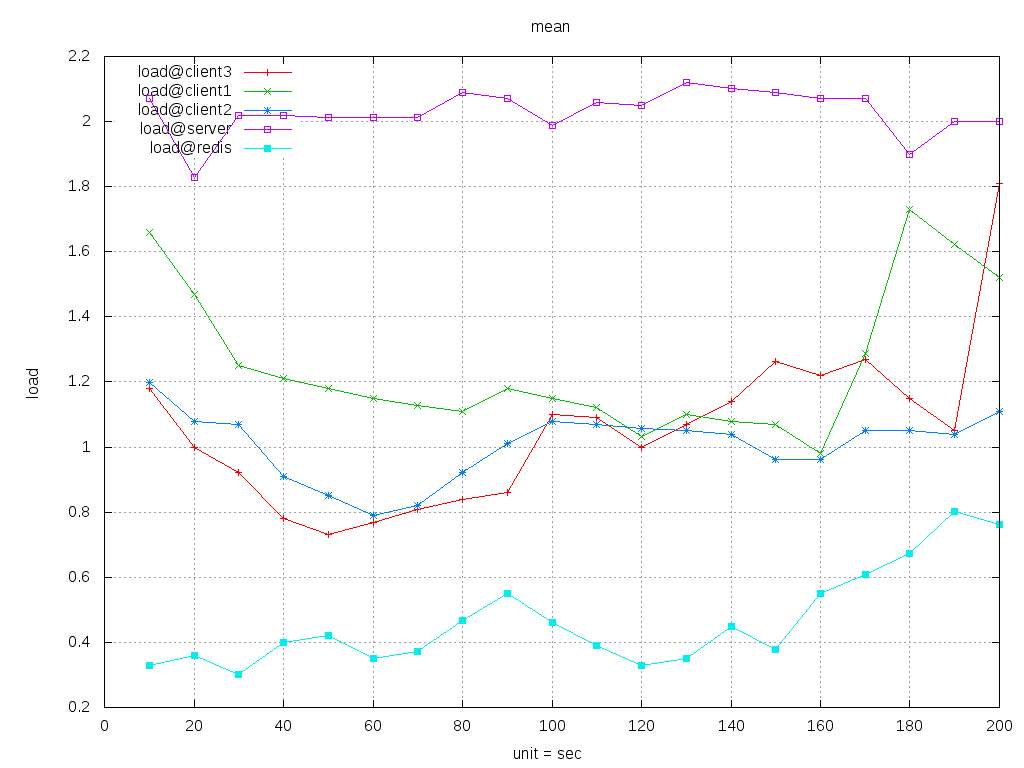 mean
2.2
2
1.8
1.6
1.4
1.2
1
0.8
0.6
0.4
0.2
load
load@client3
load@client1
load@client2
load@server
load@redis
0 20 40 60 80 100 120 140 160 180 200
unit = sec